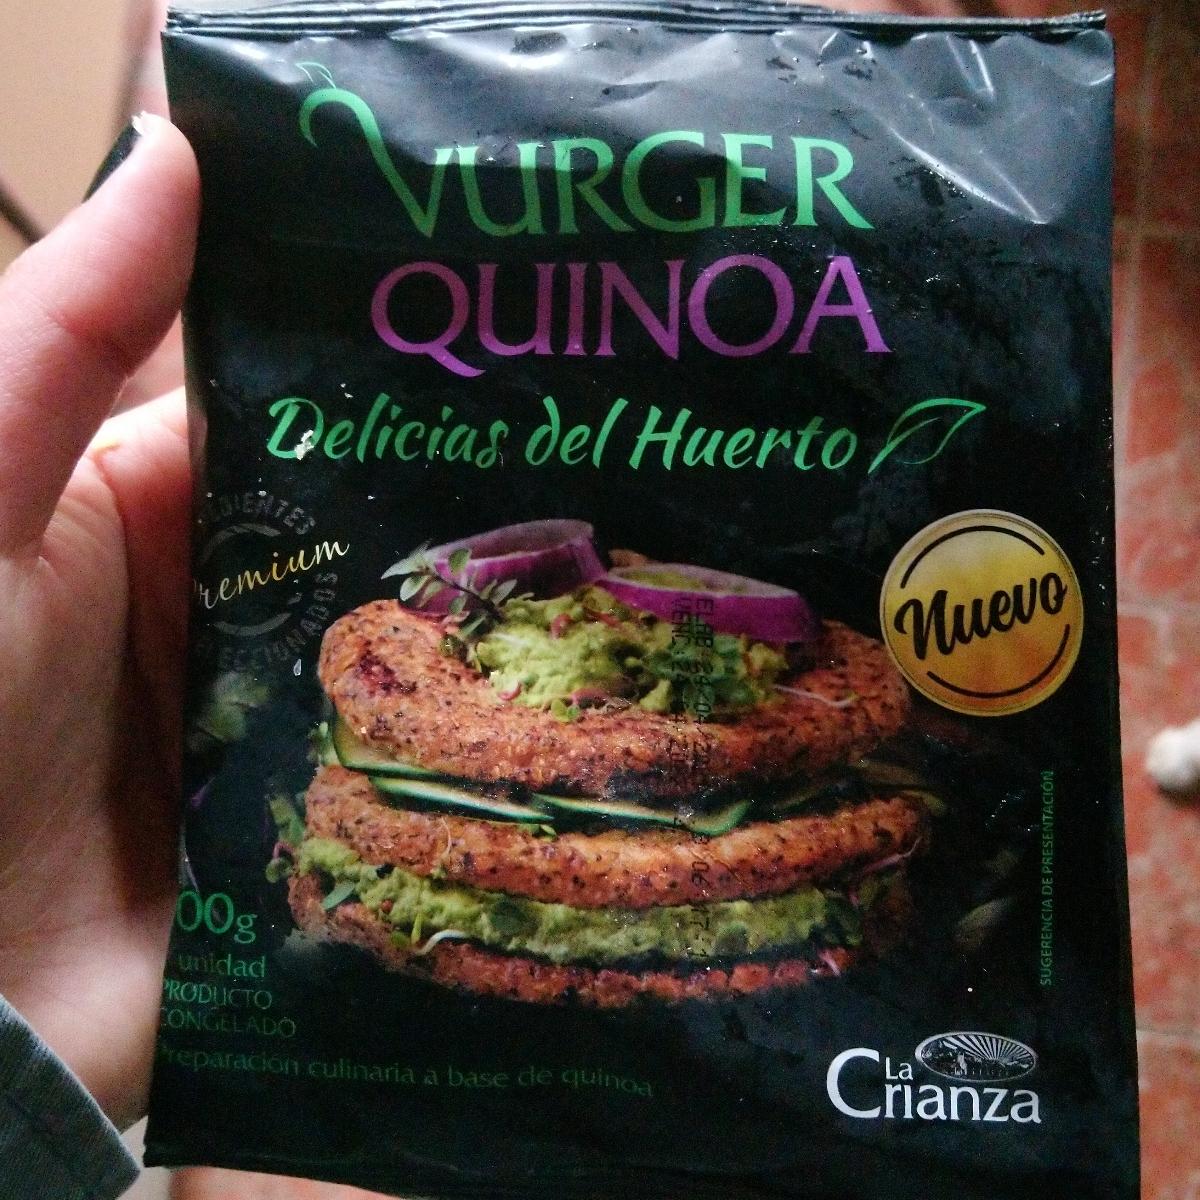 VURGER
QUINOA
Delicias del Huerto
Premium
Nuevo
00g
unidad
PRODUCTO
CONGELADO
Preparación culinaria a base de quinoa
SUGERENCIA DE PRESENTACIÓN
LA
Crianza